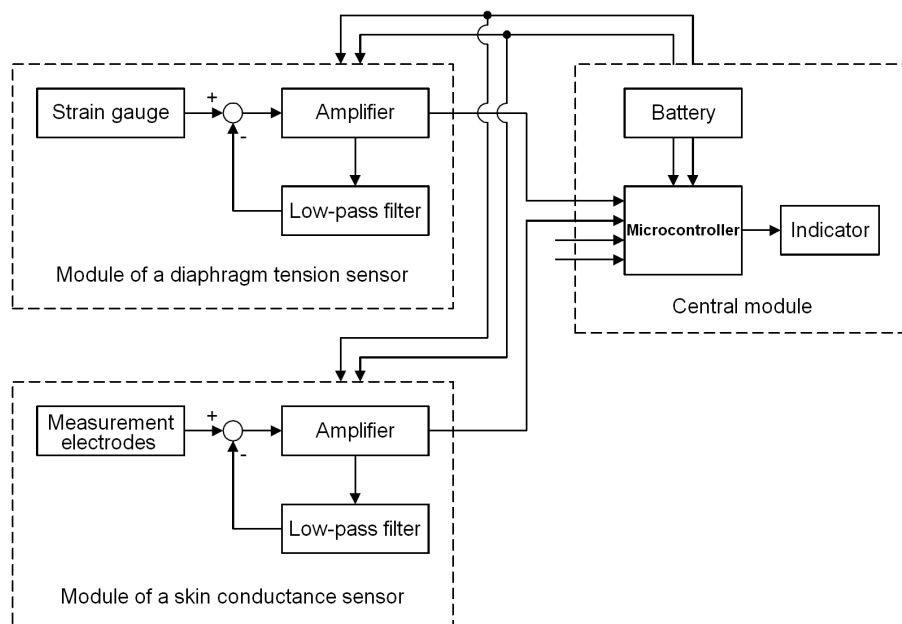 Strain gauge
+
-
Amplifier
Low-pass filter
Module of a diaphragm tension sensor
Battery
Microcontroller
Indicator
Central module
Measurement
electrodes
+
-
Amplifier
Low-pass filter
Module of a skin conductance sensor